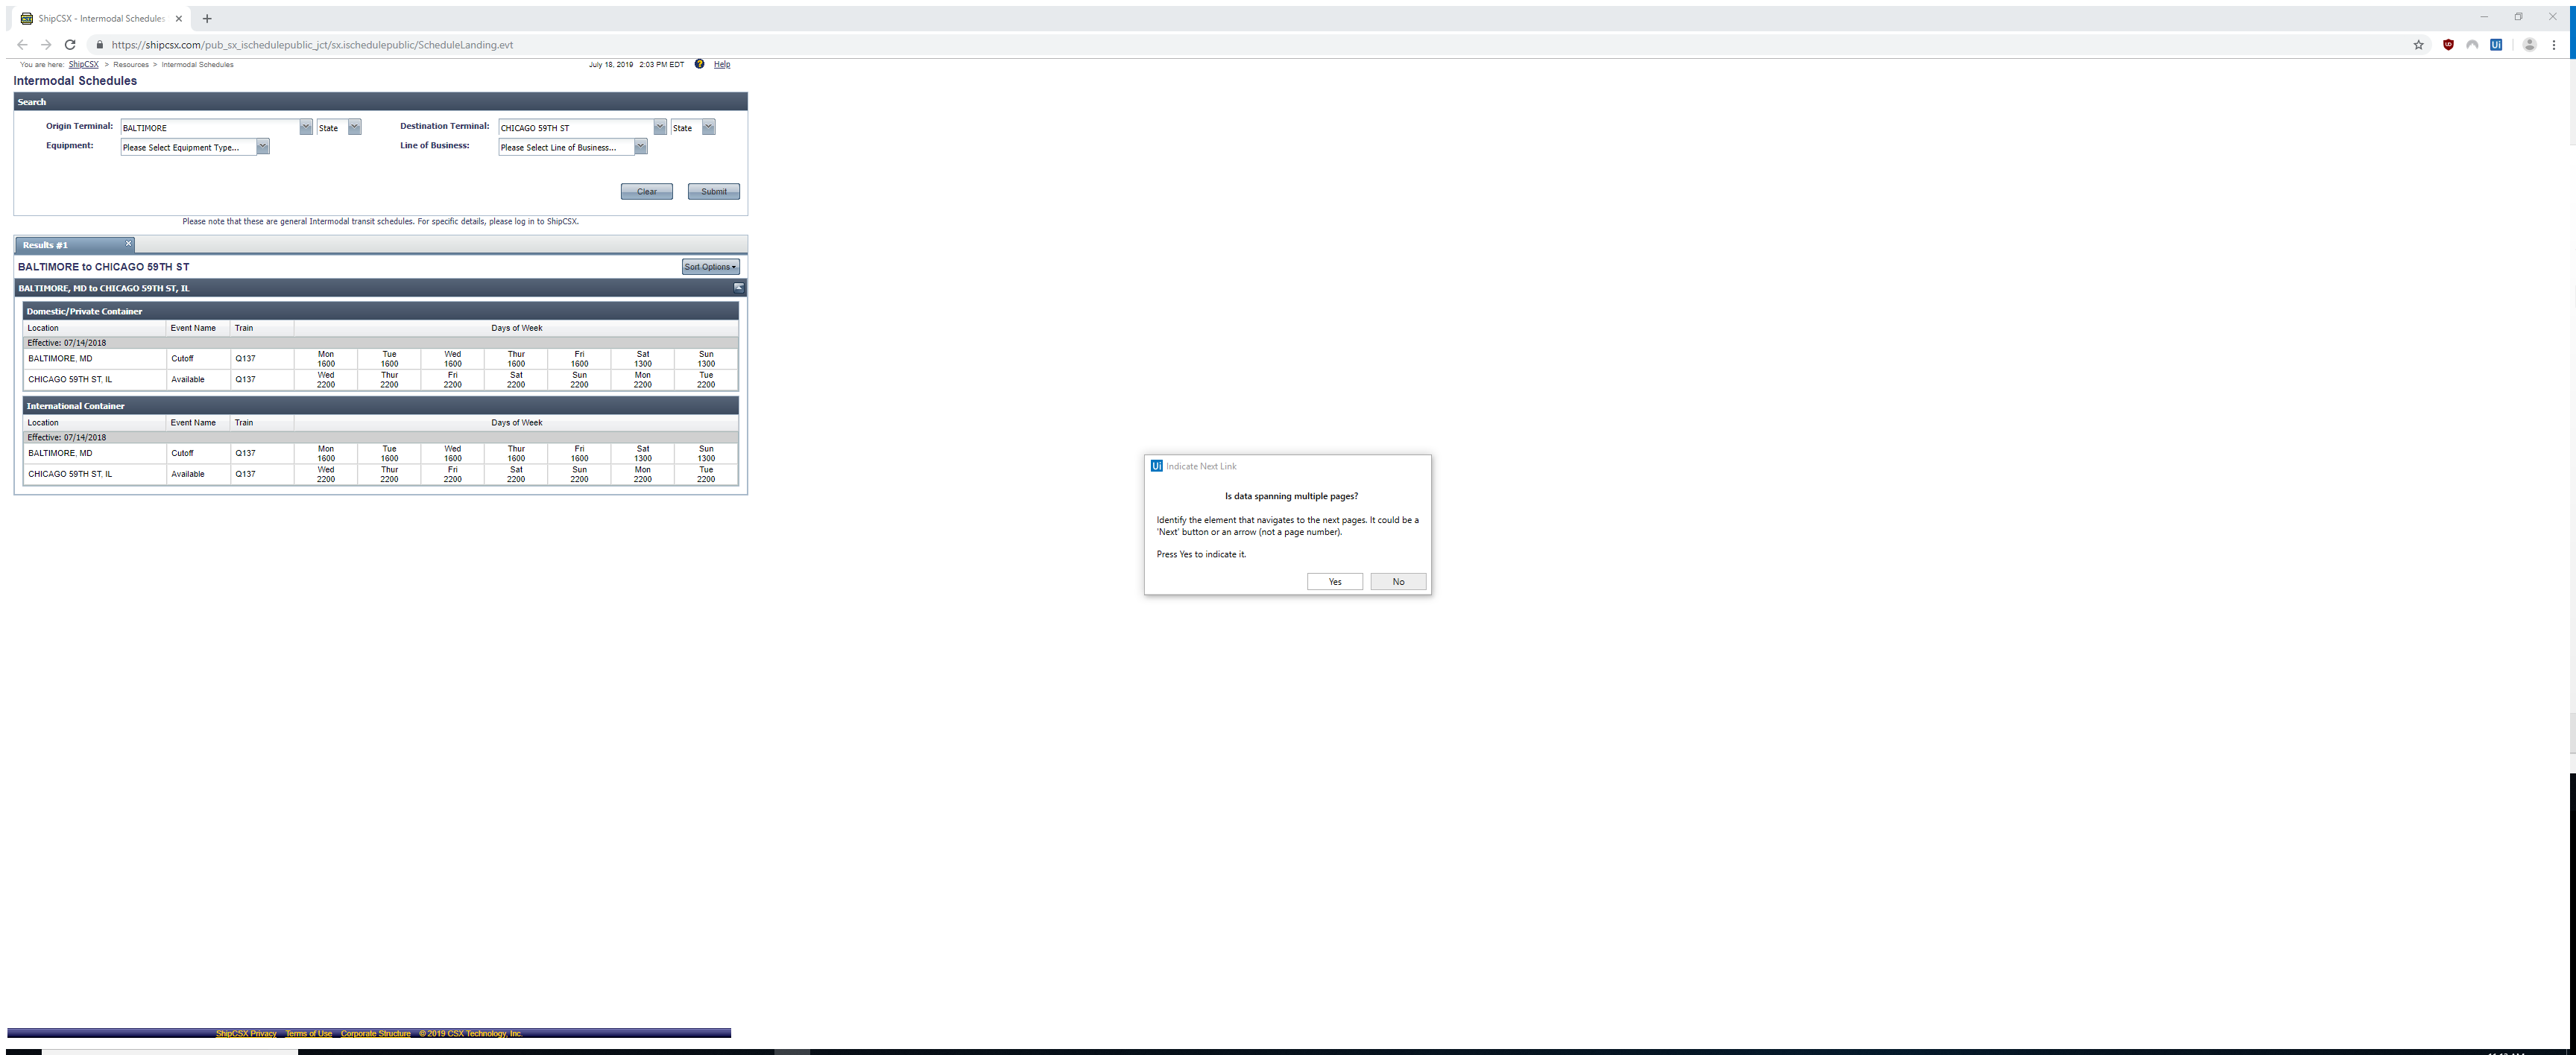 ShipCSX - Intermodal Schedules
https://shipcsx.com/pub_sx_ischedulepublic_jct/sx.ischedulepublic/ScheduleLanding.evt
You are here: ShipCSX > Resources > Intermodal Schedules July 18, 2019 2:03 PM EDT ? Help
Intermodal Schedules
Search
Origin Terminal: BALTIMORE State Destination Terminal: CHICAGO 59TH ST State
Equipment: Please Select Equipment Type... Line of Business: Please Select Line of Business...
Clear Submit
Please note that these are general Intermodal transit schedules. For specific details, please log in to ShipCSX.
Results #1
BALTIMORE to CHICAGO 59TH ST Sort Options
BALTIMORE, MD to CHICAGO 59TH ST, IL
Domestic/Private Container
Location Event Name Train Days of Week
Effective: 07/14/2018
BALTIMORE, MD Cutoff Q137 Mon Tue Wed Thur Fri Sat Sun
1600 1600 1600 1600 1600 1300 1300
CHICAGO 59TH ST, IL Available Q137 Wed Thur Fri Sat Sun Mon Tue
2200 2200 2200 2200 2200 2200 2200
International Container
Location Event Name Train Days of Week
Effective: 07/14/2018
BALTIMORE, MD Cutoff Q137 Mon Tue Wed Thur Fri Sat Sun
1600 1600 1600 1600 1600 1300 1300
CHICAGO 59TH ST, IL Available Q137 Wed Thur Fri Sat Sun Mon Tue
2200 2200 2200 2200 2200 2200 2200
Ui Indicate Next Link
Is data spanning multiple pages?
Identify the element that navigates to the next pages. It could be a
'Next' button or an arrow (not a page number).
Press Yes to indicate it.
Yes No
ShipCSX Privacy Terms of Use Corporate Structure © 2019 CSX Technology, Inc.